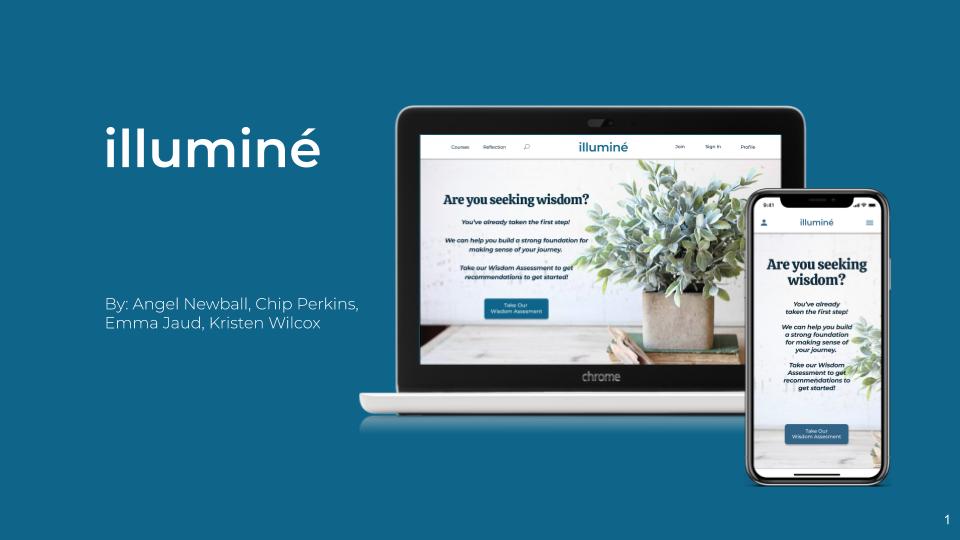 illuminé
By: Angel Newball, Chip Perkins,
Emma Jaud, Kristen Wilcox
Courses
Reflection
illuminé
Join
Sign In
Profile
Are you seeking wisdom?
You've already taken the first step!
We can help you build a strong foundation for
making sense of your journey.
Take our Wisdom Assessment to get
recommendations to get started!
Take Our
Wisdom Assesment
chrome
9:41
illuminé
Are you seeking
wisdom?
You've already
taken the first step!
We can help you build
a strong foundation
for making sense of
your journey.
Take our Wisdom
Assessment to get
recommendations to
get started!
Take Our
Wisdom Assesment
1